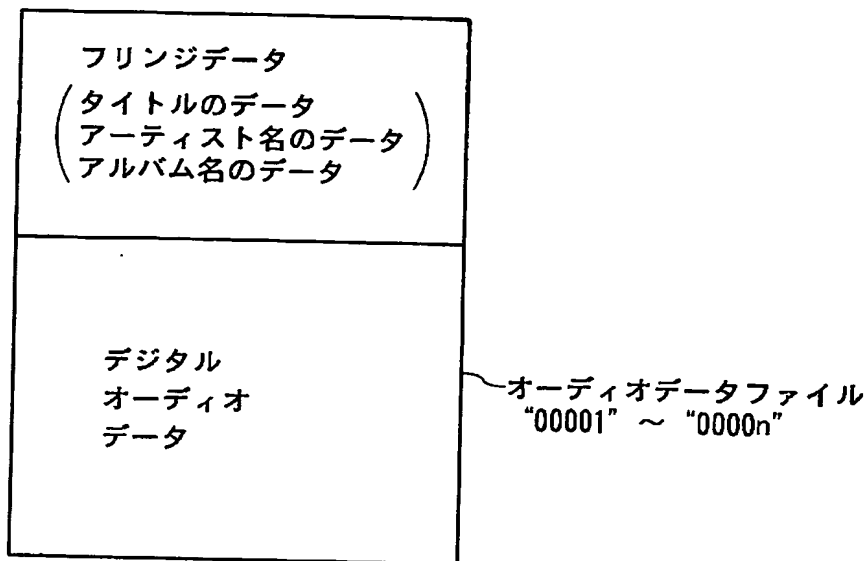 フリンジデータ
タイトルのデータ
アーティスト名のデータ
アルバム名のデータ
デジタル
オーディオ
データ
オーディオデータファイル
“00001” ～ “0000n”